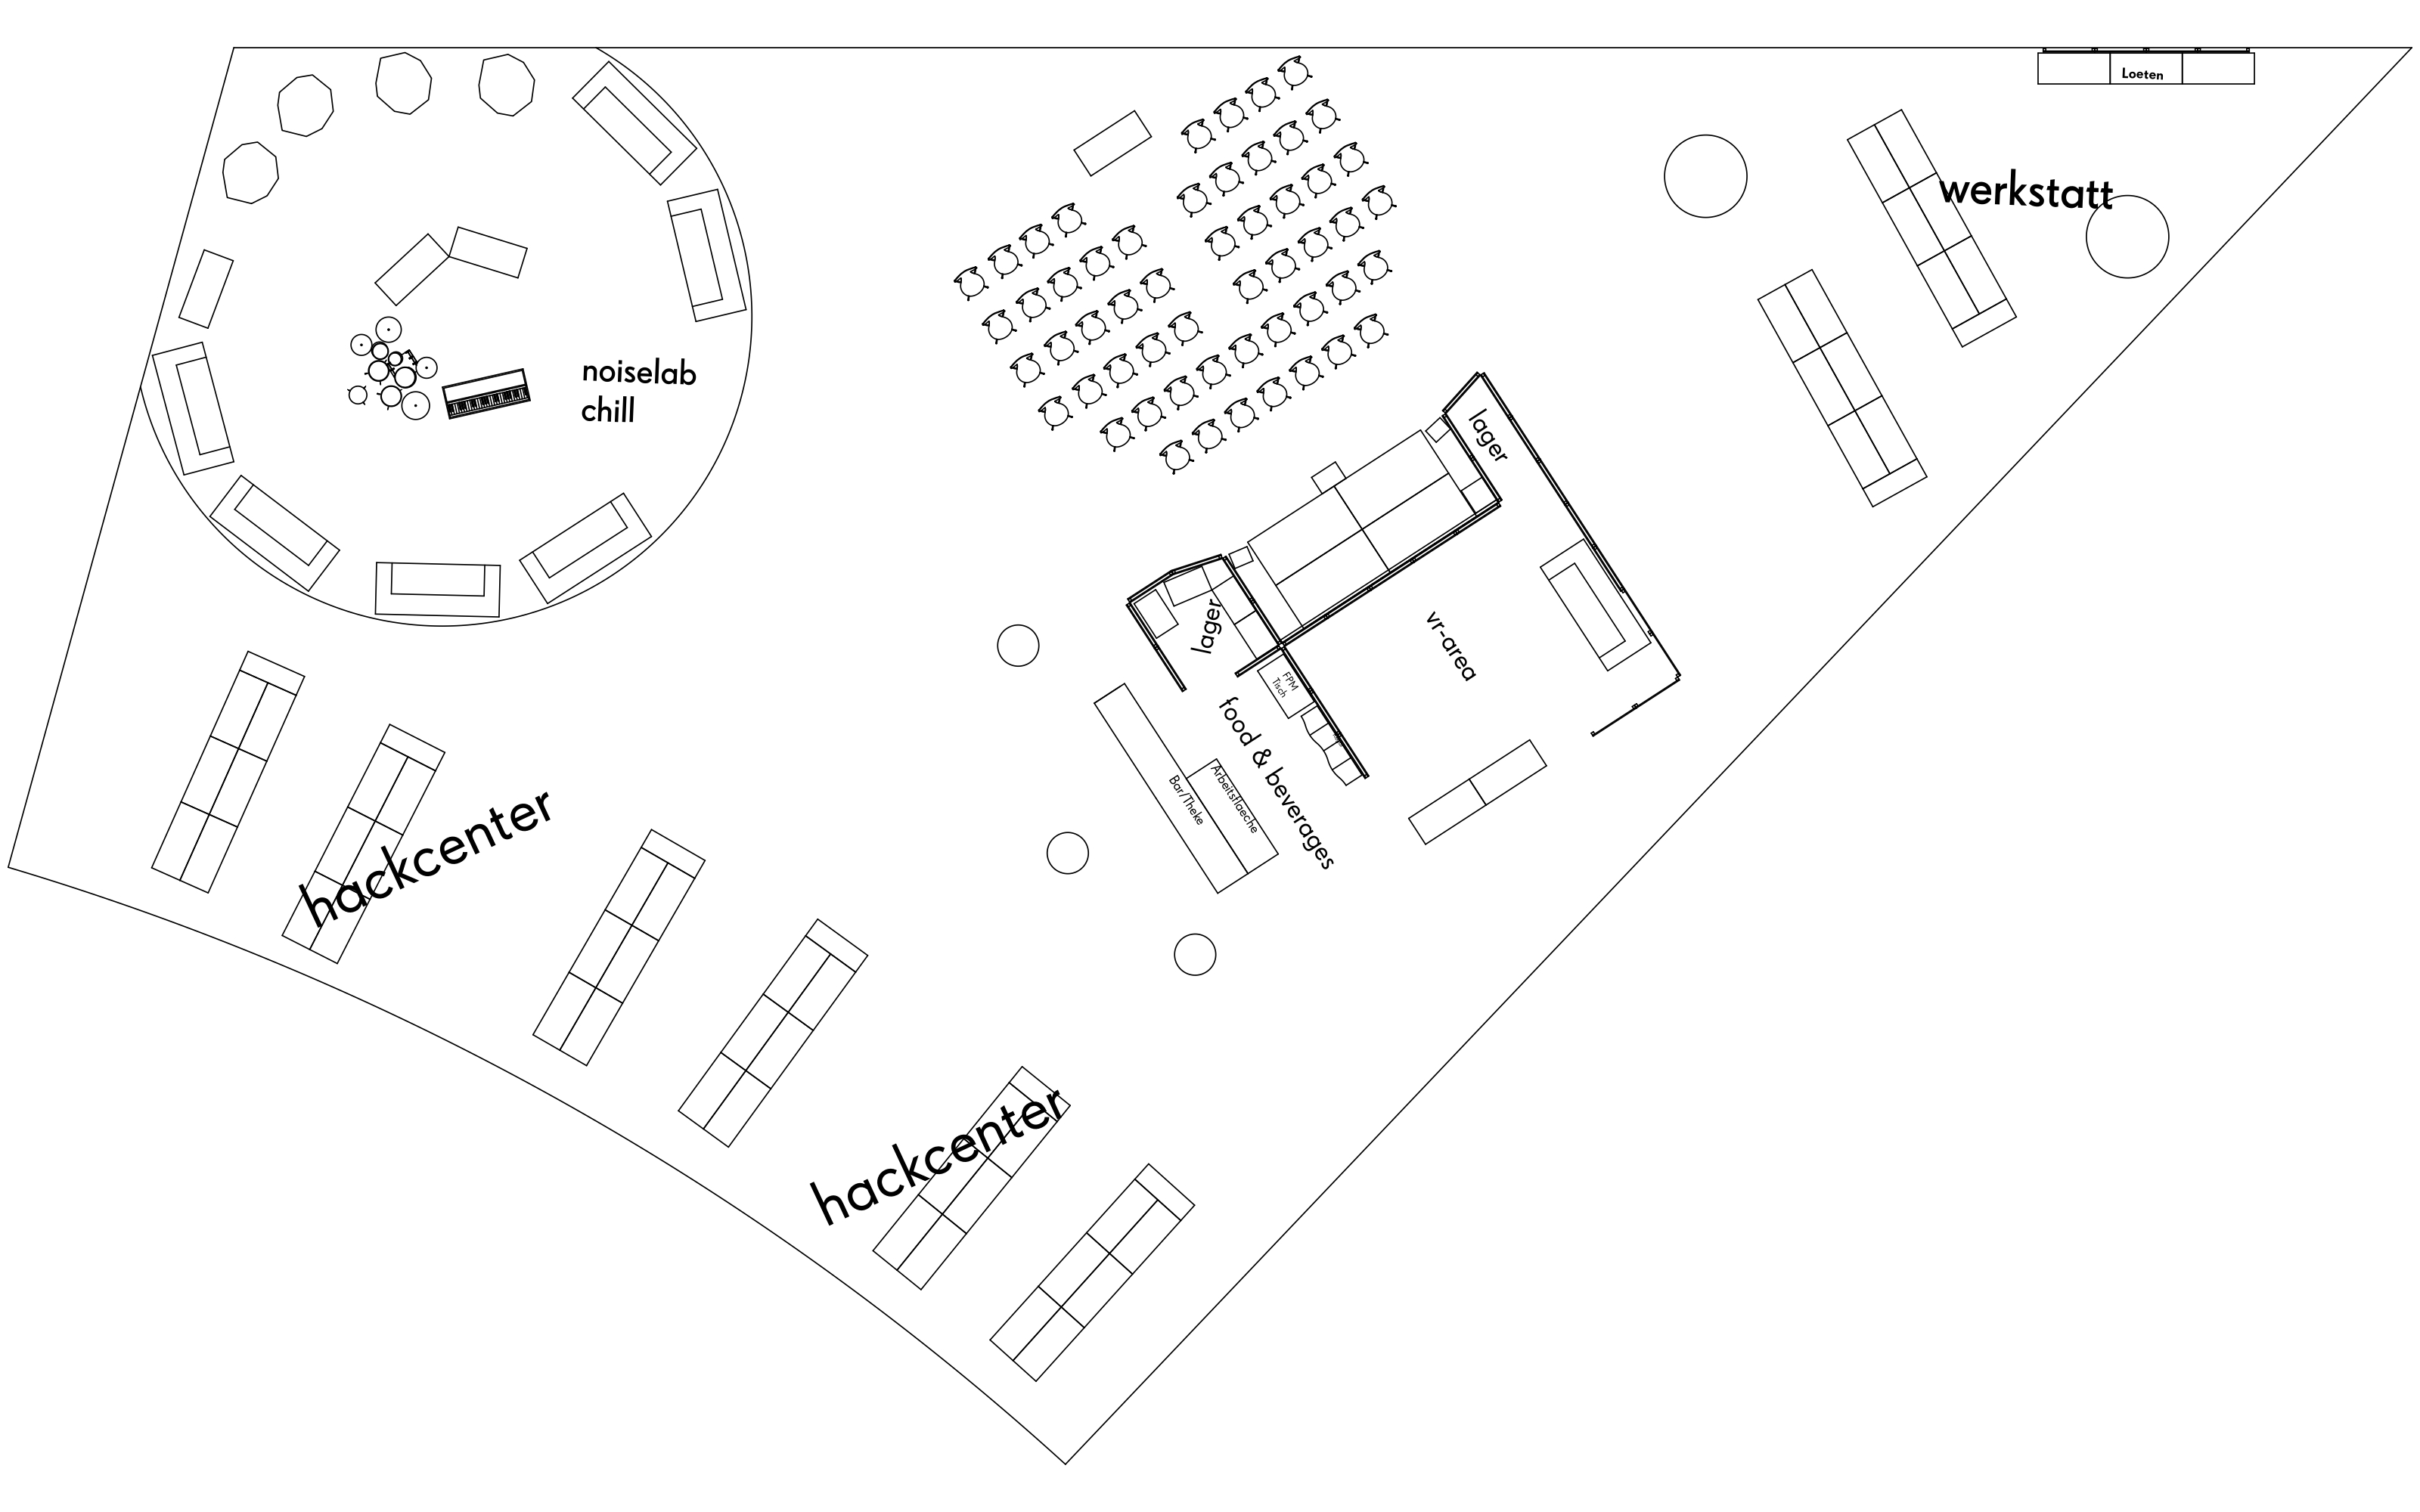 Loeten
werkstatt
noiselab
chill
lager
lager
vr-area
FPM
Tisch
food & beverages
Arbeitsflaeche
Bar/Theke
hackcenter
hackcenter